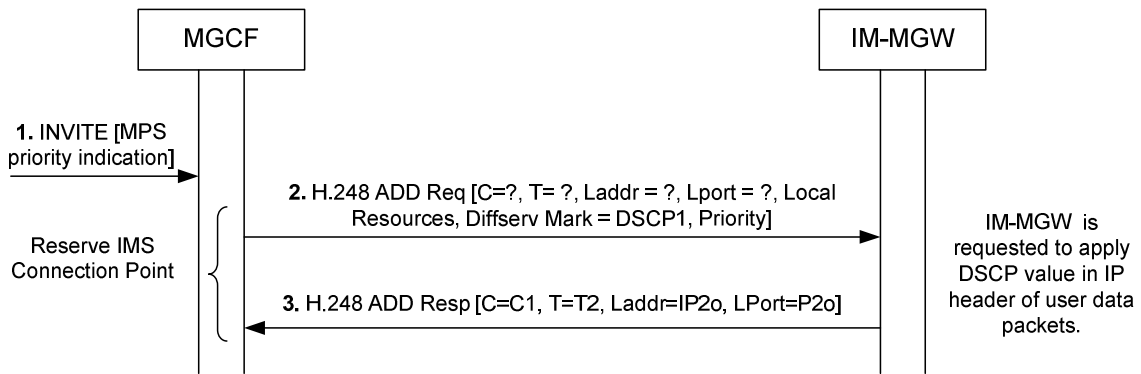 MGCF
IM-MGW
1. INVITE [MPS
priority indication]
2. H.248 ADD Req [C=?, T= ?, Laddr = ?, Lport = ?, Local
Resources, Diffserv Mark = DSCP1, Priority]
Reserve IMS
Connection Point
IM-MGW is
requested to apply
DSCP value in IP
header of user data
packets.
3. H.248 ADD Resp [C=C1, T=T2, Laddr=IP2o, LPort=P2o]